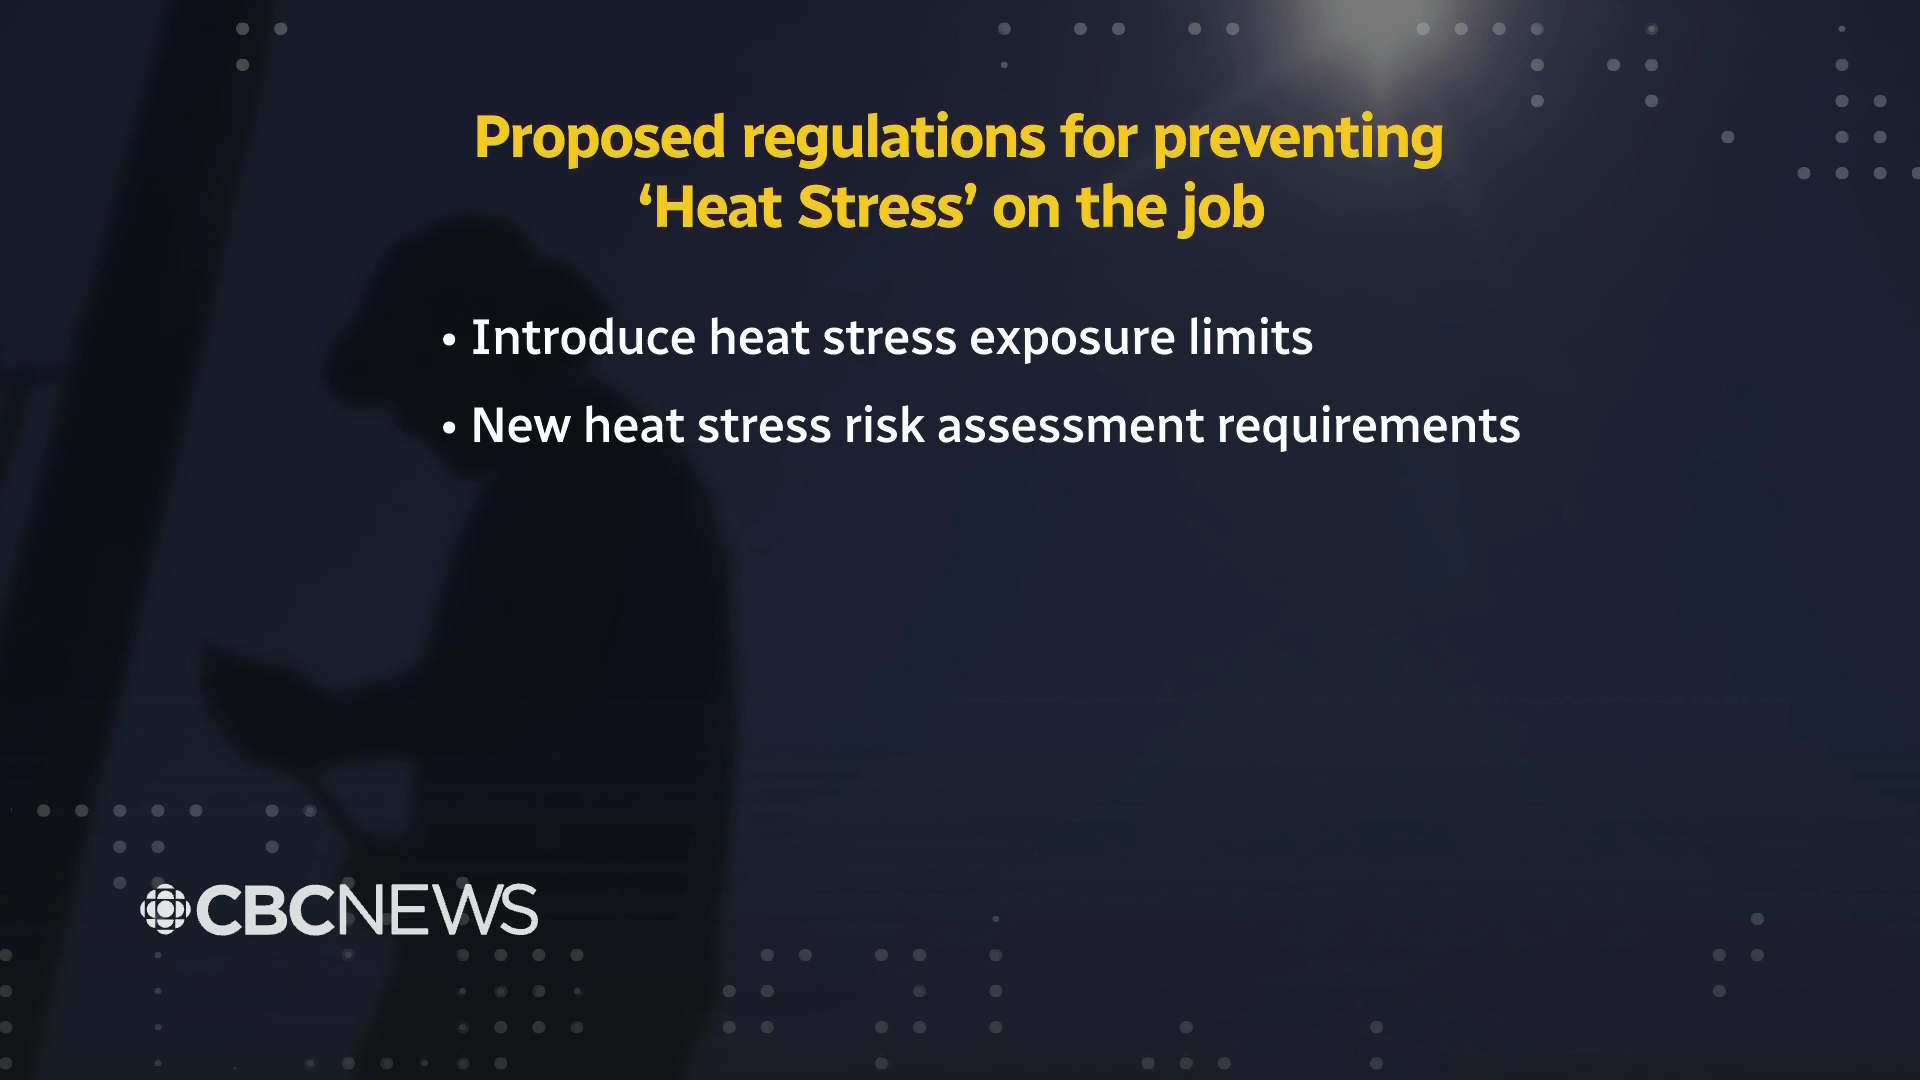 Proposed regulations for preventing
‘Heat Stress’ on the job
• Introduce heat stress exposure limits
• New heat stress risk assessment requirements
CBCNEWS